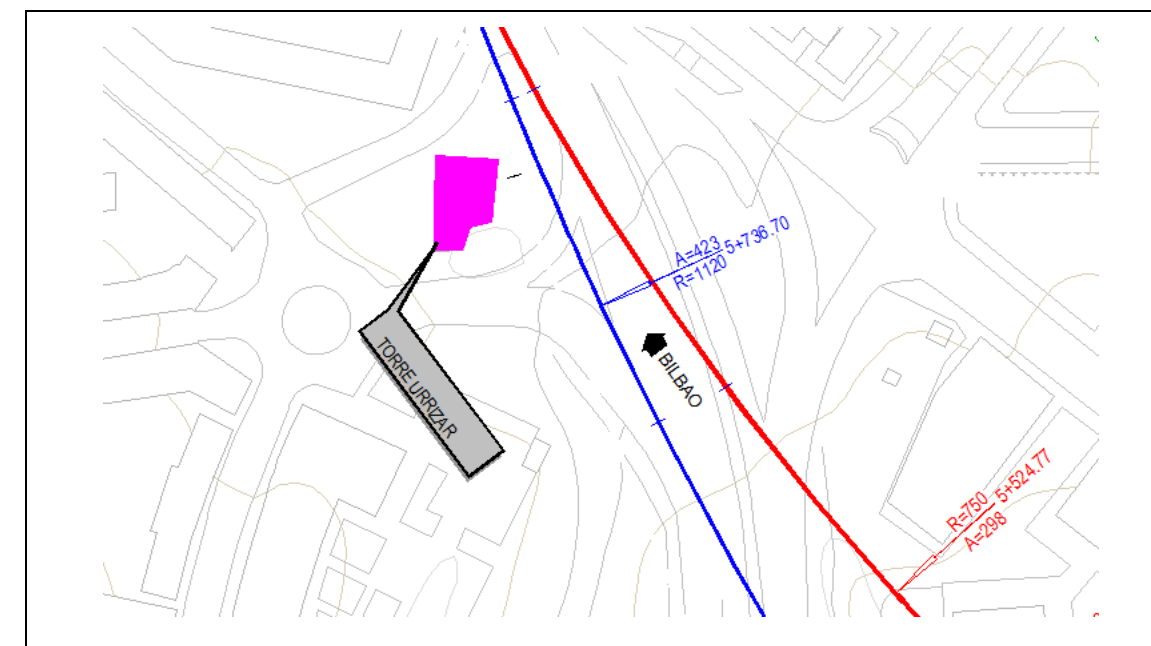 A=423
R=1120
5+736.70
BILBAO
TORRE URRIZAR
R=750
A=298
5+524.77